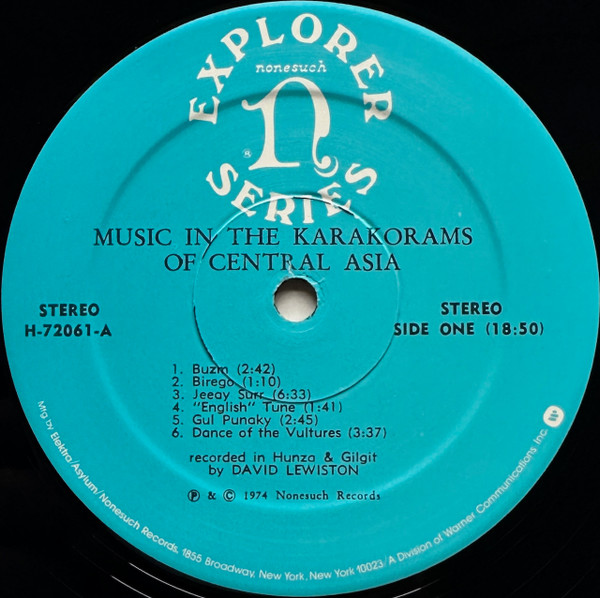 EXPLORER
nonesuch
n
®
SERIES
MUSIC IN THE KARAKORAMS
OF CENTRAL ASIA
STEREO
H-72061-A
STEREO
SIDE ONE (18:50)
1. Buzm (2:42)
2. Birego (1:10)
3. Jeeay Surr (6:33)
4. "English" Tune (1:41)
5. Gul Punaky (2:45)
6. Dance of the Vultures (3:37)
recorded in Hunza & Gilgit
by DAVID LEWISTON
℗ & © 1974 Nonesuch Records
Mfg by Elektra/Asylum/Nonesuch Records, 1855 Broadway, New York, New York 10023/A Division of Warner Communications Inc.